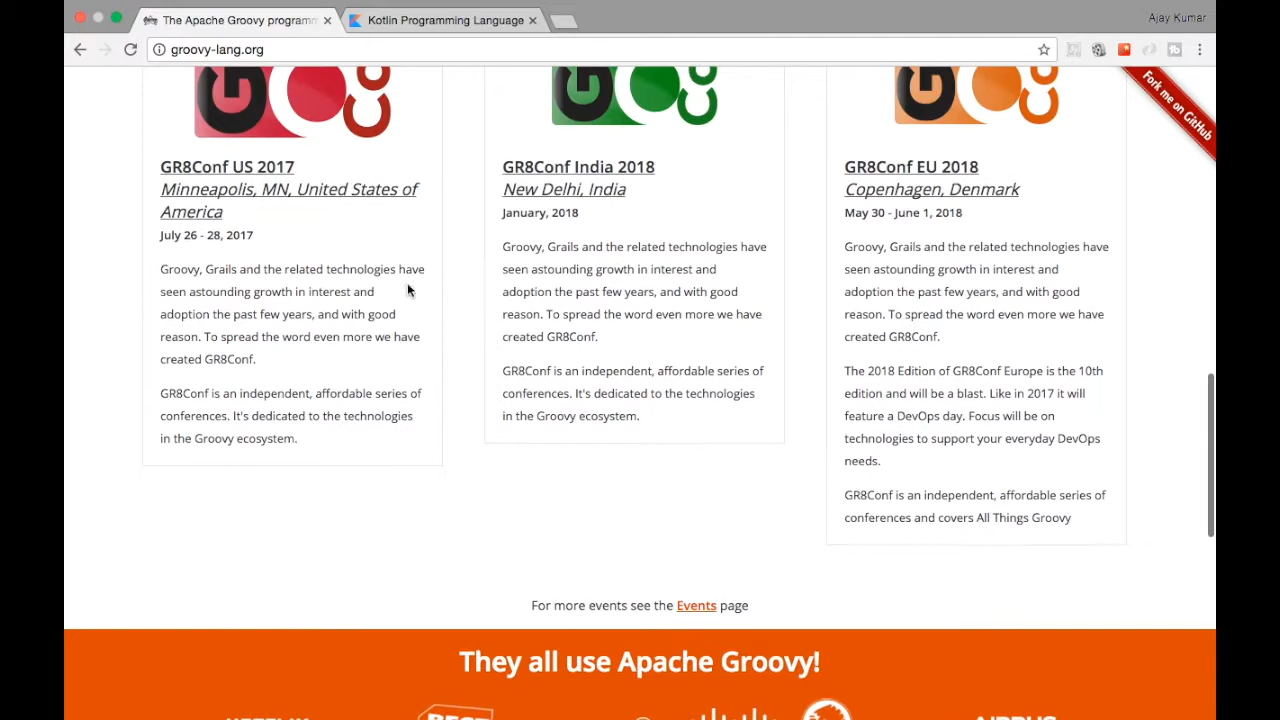 The Apache Groovy programm
Kotlin Programming Language
Ajay Kumar
groovy-lang.org
Fork me on GitHub
GR8Conf US 2017
Minneapolis, MN, United States of
America
July 26 - 28, 2017
Groovy, Grails and the related technologies have
seen astounding growth in interest and
adoption the past few years, and with good
reason. To spread the word even more we have
created GR8Conf.
GR8Conf is an independent, affordable series of
conferences. It's dedicated to the technologies
in the Groovy ecosystem.
GR8Conf India 2018
New Delhi, India
January, 2018
Groovy, Grails and the related technologies have
seen astounding growth in interest and
adoption the past few years, and with good
reason. To spread the word even more we have
created GR8Conf.
GR8Conf is an independent, affordable series of
conferences. It's dedicated to the technologies
in the Groovy ecosystem.
GR8Conf EU 2018
Copenhagen, Denmark
May 30 - June 1, 2018
Groovy, Grails and the related technologies have
seen astounding growth in interest and
adoption the past few years, and with good
reason. To spread the word even more we have
created GR8Conf.
The 2018 Edition of GR8Conf Europe is the 10th
edition and will be a blast. Like in 2017 it will
feature a DevOps day. Focus will be on
technologies to support your everyday DevOps
needs.
GR8Conf is an independent, affordable series of
conferences and covers All Things Groovy
For more events see the Events page
They all use Apache Groovy!